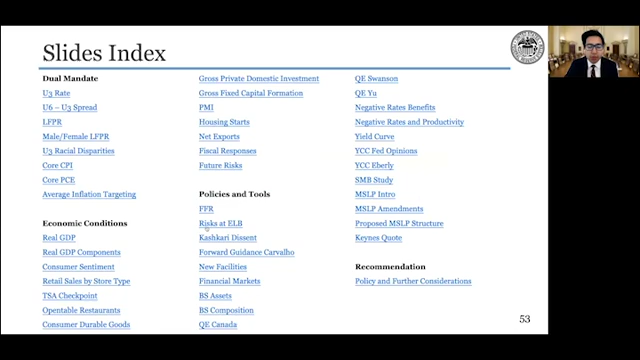 Slides Index
Dual Mandate
U3 Rate
U6 – U3 Spread
LFPR
Male/Female LFPR
U3 Racial Disparities
Core CPI
Core PCE
Average Inflation Targeting
Economic Conditions
Real GDP
Real GDP Components
Consumer Sentiment
Retail Sales by Store Type
TSA Checkpoint
Opentable Restaurants
Consumer Durable Goods
Gross Private Domestic Investment
Gross Fixed Capital Formation
PMI
Housing Starts
Net Exports
Fiscal Responses
Future Risks
Policies and Tools
FFR
Risks at ELB
Kashkari Dissent
Forward Guidance Carvalho
New Facilities
Financial Markets
BS Assets
BS Composition
QE Canada
QE Swanson
QE Yu
Negative Rates Benefits
Negative Rates and Productivity
Yield Curve
YCC Fed Opinions
YCC Eberly
SMB Study
MSLP Intro
MSLP Amendments
Proposed MSLP Structure
Keynes Quote
Recommendation
Policy and Further Considerations
53